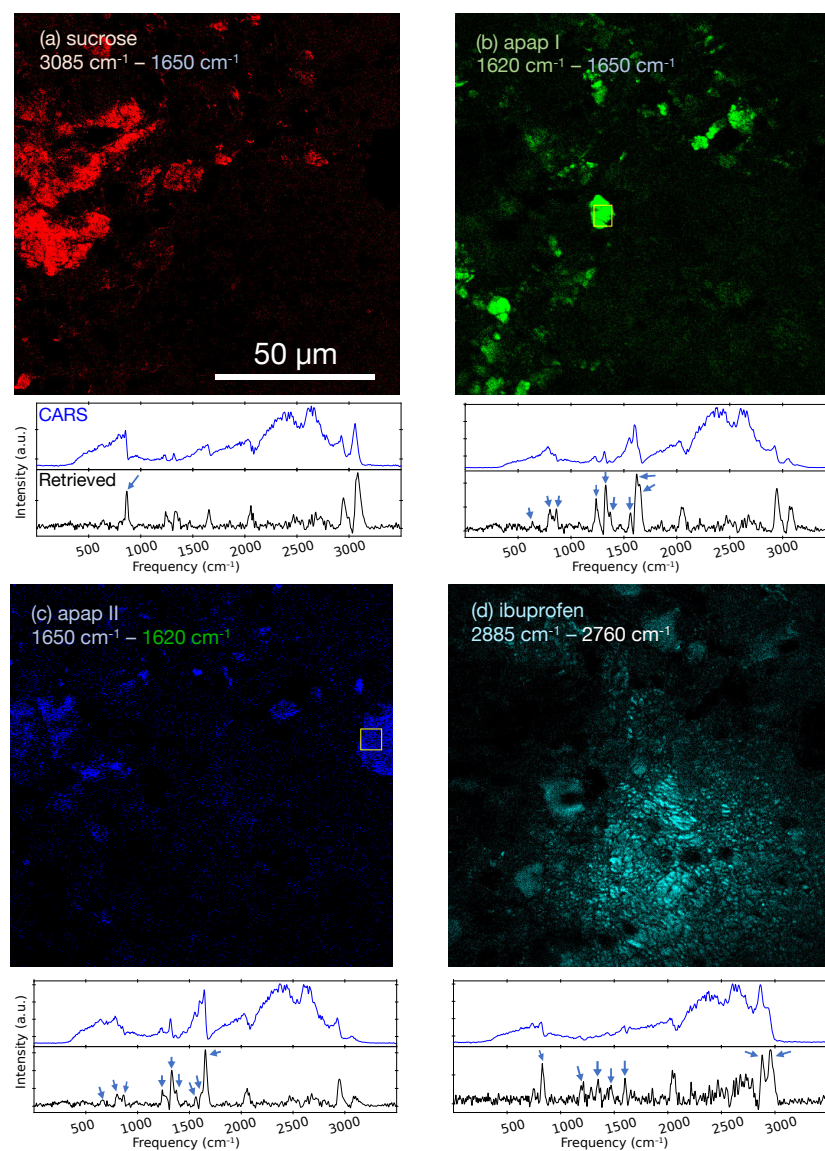 (a) sucrose
3085 cm⁻¹ – 1650 cm⁻¹
50 µm
CARS
Retrieved
Intensity (a.u.)
500 1000 1500 2000 2500 3000
Frequency (cm⁻¹)
(b) apap I
1620 cm⁻¹ – 1650 cm⁻¹
500 1000 1500 2000 2500 3000
Frequency (cm⁻¹)
(c) apap II
1650 cm⁻¹ – 1620 cm⁻¹
Intensity (a.u.)
500 1000 1500 2000 2500 3000
Frequency (cm⁻¹)
(d) ibuprofen
2885 cm⁻¹ – 2760 cm⁻¹
500 1000 1500 2000 2500 3000
Frequency (cm⁻¹)